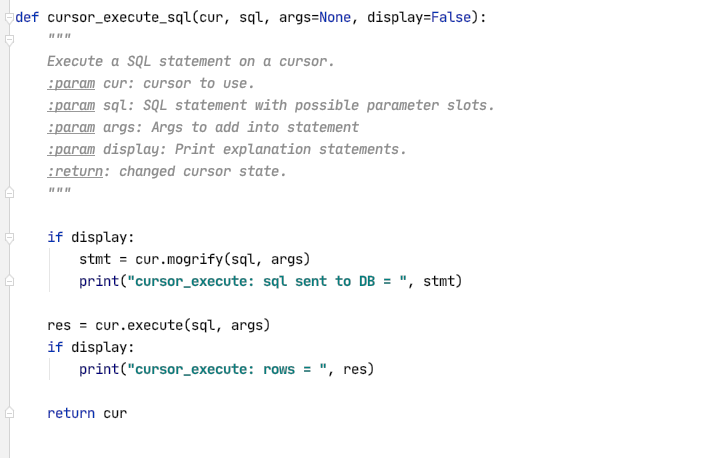 def cursor_execute_sql(cur, sql, args=None, display=False):
    """
    Execute a SQL statement on a cursor.
    :param cur: cursor to use.
    :param sql: SQL statement with possible parameter slots.
    :param args: Args to add into statement
    :param display: Print explanation statements.
    :return: changed cursor state.
    """

    if display:
        stmt = cur.mogrify(sql, args)
        print("cursor_execute: sql sent to DB = ", stmt)

    res = cur.execute(sql, args)
    if display:
        print("cursor_execute: rows = ", res)

    return cur